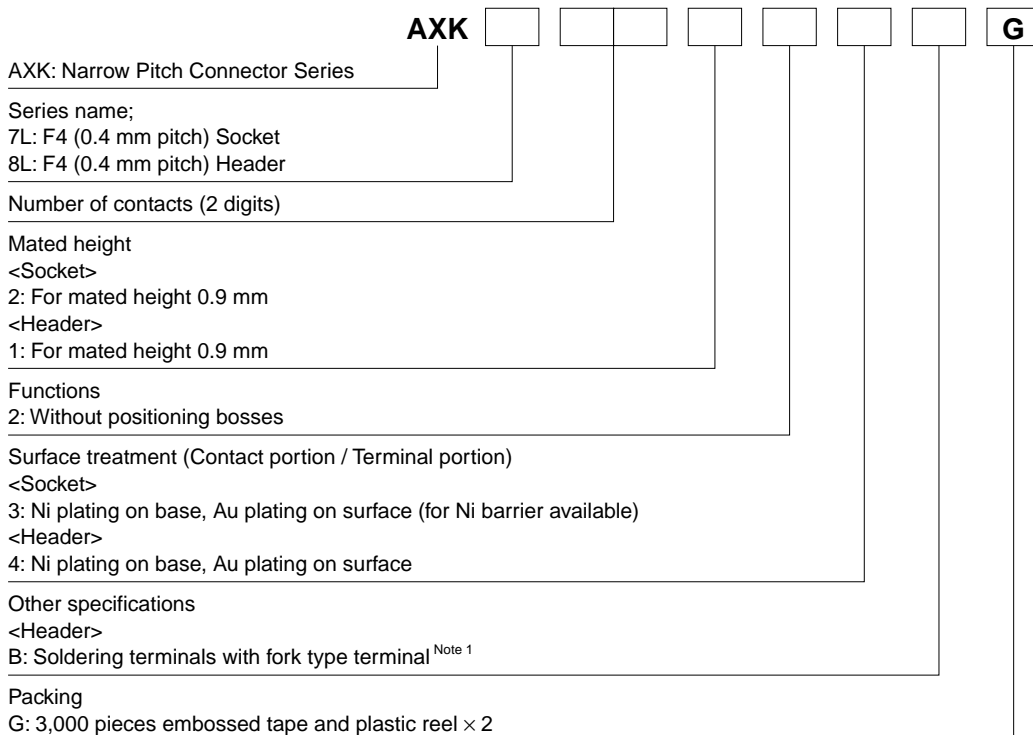 AXK G
AXK: Narrow Pitch Connector Series
Series name;
7L: F4 (0.4 mm pitch) Socket
8L: F4 (0.4 mm pitch) Header
Number of contacts (2 digits)
Mated height
<Socket>
2: For mated height 0.9 mm
<Header>
1: For mated height 0.9 mm
Functions
2: Without positioning bosses
Surface treatment (Contact portion / Terminal portion)
<Socket>
3: Ni plating on base, Au plating on surface (for Ni barrier available)
<Header>
4: Ni plating on base, Au plating on surface
Other specifications
<Header>
B: Soldering terminals with fork type terminal Note 1
Packing
G: 3,000 pieces embossed tape and plastic reel × 2